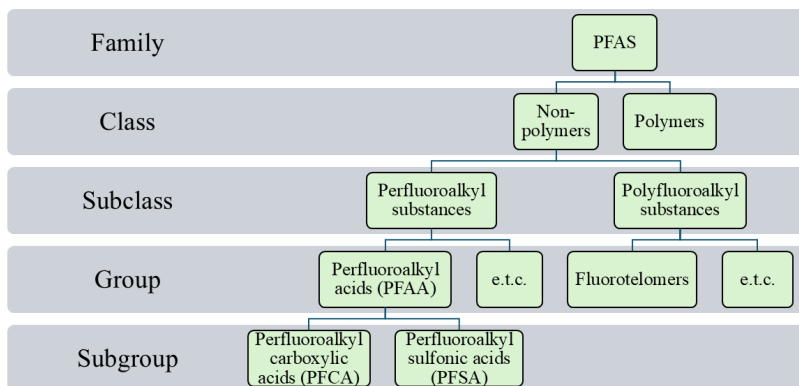 Family
PFAS
Class
Non-
polymers
Polymers
Subclass
Perfluoroalkyl
substances
Polyfluoroalkyl
substances
Group
Perfluoroalkyl
acids (PFAA)
e.t.c.
Fluorotelomers
e.t.c.
Subgroup
Perfluoroalkyl
carboxylic
acids (PFCA)
Perfluoroalkyl
sulfonic acids
(PFSA)